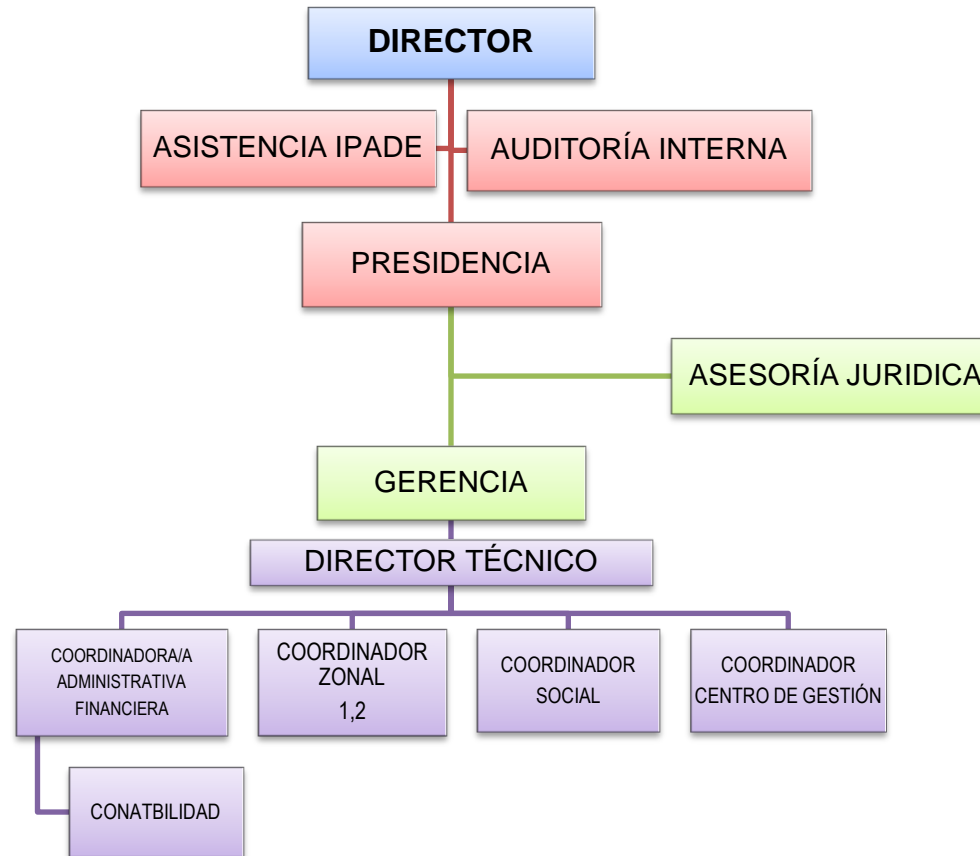 DIRECTOR
ASISTENCIA IPADE
AUDITORÍA INTERNA
PRESIDENCIA
ASESORÍA JURIDICA
GERENCIA
DIRECTOR TÉCNICO
COORDINADORA/A
ADMINISTRATIVA
FINANCIERA
COORDINADOR
ZONAL
1,2
COORDINADOR
SOCIAL
COORDINADOR
CENTRO DE GESTIÓN
CONATBILIDAD